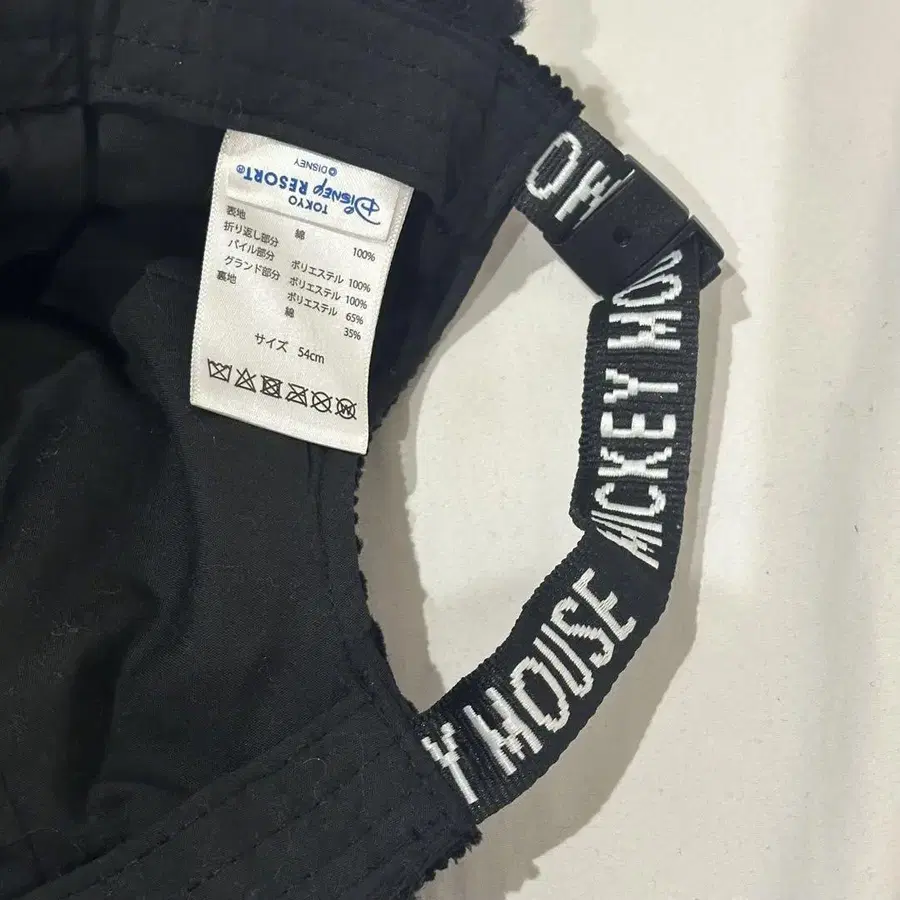 © DISNEY
TOKYO
Disney RESORT®
表地 綿 100%
折り返し部分 ポリエステル 100%
パイル部分 ポリエステル 100%
グランド部分 ポリエステル 65%
綿 35%
裏地
サイズ 54cm
W
MO
MICKEY MOU
Y MOUSE